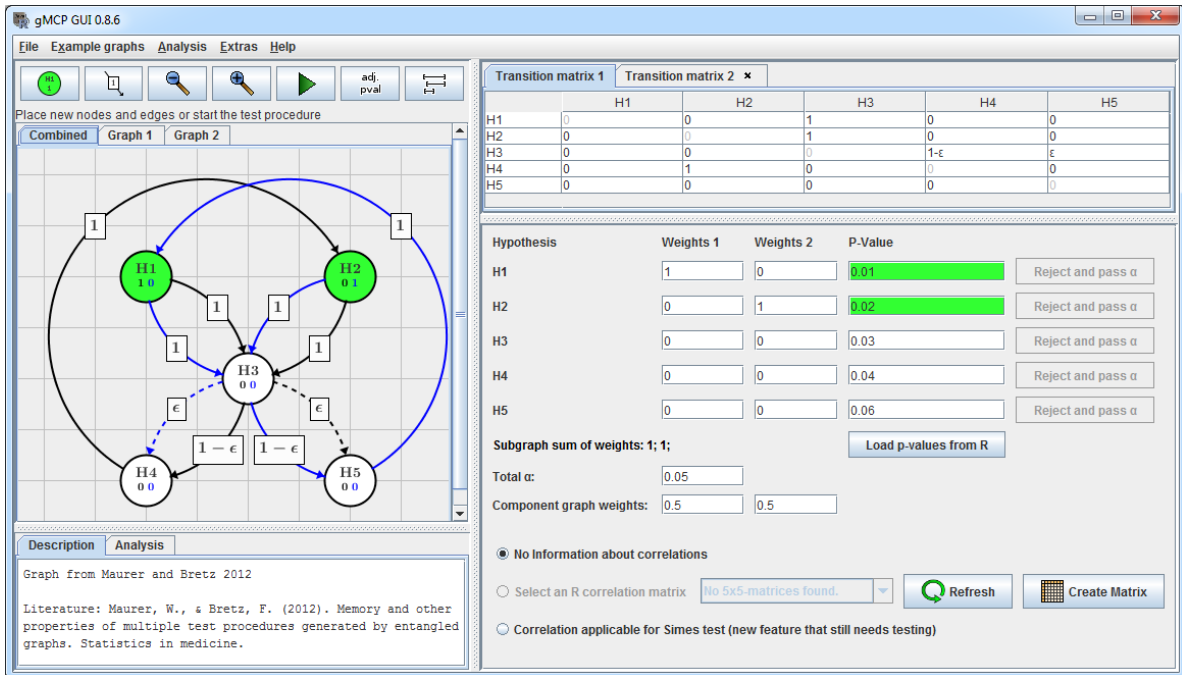 gMCP GUI 0.8.6
File Example graphs Analysis Extras Help
H1
1
1
adj.
pval
Place new nodes and edges or start the test procedure
Combined Graph 1 Graph 2
1
1
H1
1 0
H2
0 1
1
1
1
1
H3
0 0
ϵ
ϵ
1 − ϵ
1 − ϵ
H4
0 0
H5
0 0
Description Analysis
Graph from Maurer and Bretz 2012
Literature: Maurer, W., & Bretz, F. (2012). Memory and other
properties of multiple test procedures generated by entangled
graphs. Statistics in medicine.
Transition matrix 1 Transition matrix 2 ×
H1 H2 H3 H4 H5
H1 0 0 1 0 0
H2 0 0 1 0 0
H3 0 0 0 1-ε ε
H4 0 1 0 0 0
H5 0 0 0 0 0
Hypothesis Weights 1 Weights 2 P-Value
H1 1 0 0.01 Reject and pass α
H2 0 1 0.02 Reject and pass α
H3 0 0 0.03 Reject and pass α
H4 0 0 0.04 Reject and pass α
H5 0 0 0.06 Reject and pass α
Subgraph sum of weights: 1; 1; Load p-values from R
Total α: 0.05
Component graph weights: 0.5 0.5
No Information about correlations
Select an R correlation matrix No 5x5-matrices found. Refresh Create Matrix
Correlation applicable for Simes test (new feature that still needs testing)